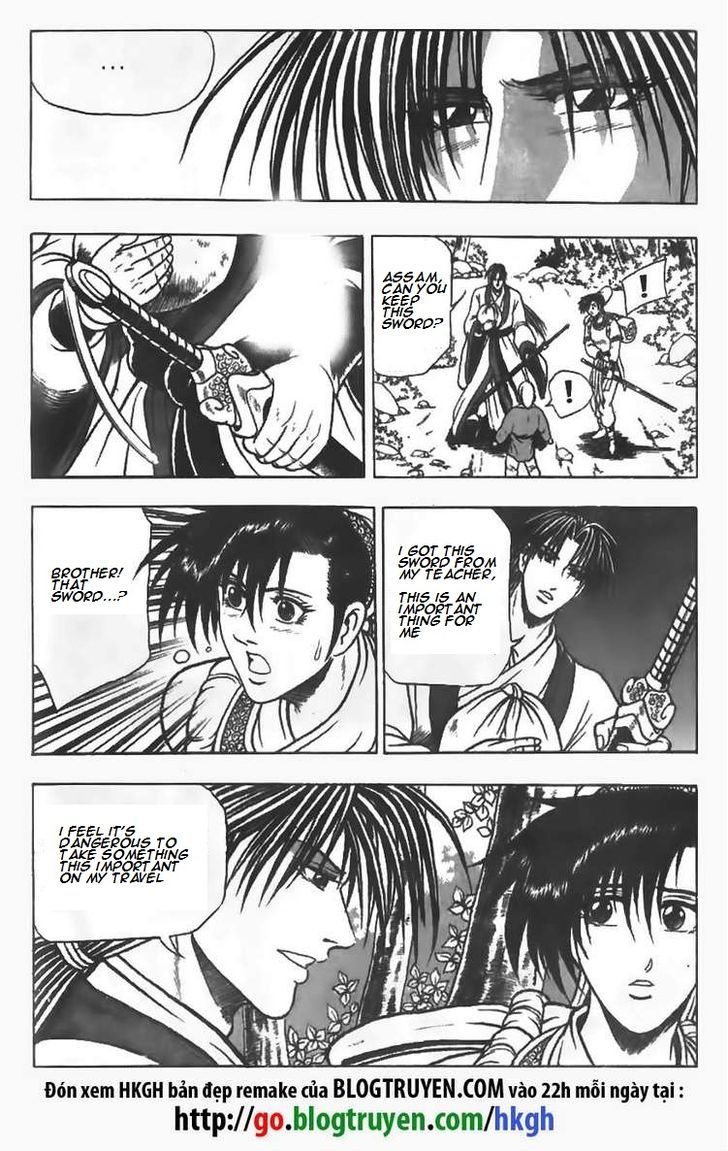 ...
ASSAM,
CAN YOU
KEEP
THIS
SWORD?
!
!
BROTHER!
THAT
SWORD...?
I GOT THIS
SWORD FROM
MY TEACHER,
THIS IS AN
IMPORTANT
THING FOR
ME
I FEEL IT'S
DANGEROUS TO
TAKE SOMETHING
THIS IMPORTANT
ON MY TRAVEL
Đón xem HKGH bản đẹp remake của BLOGTRUYEN.COM vào 22h mỗi ngày tại :
http://go.blogtruyen.com/hkgh